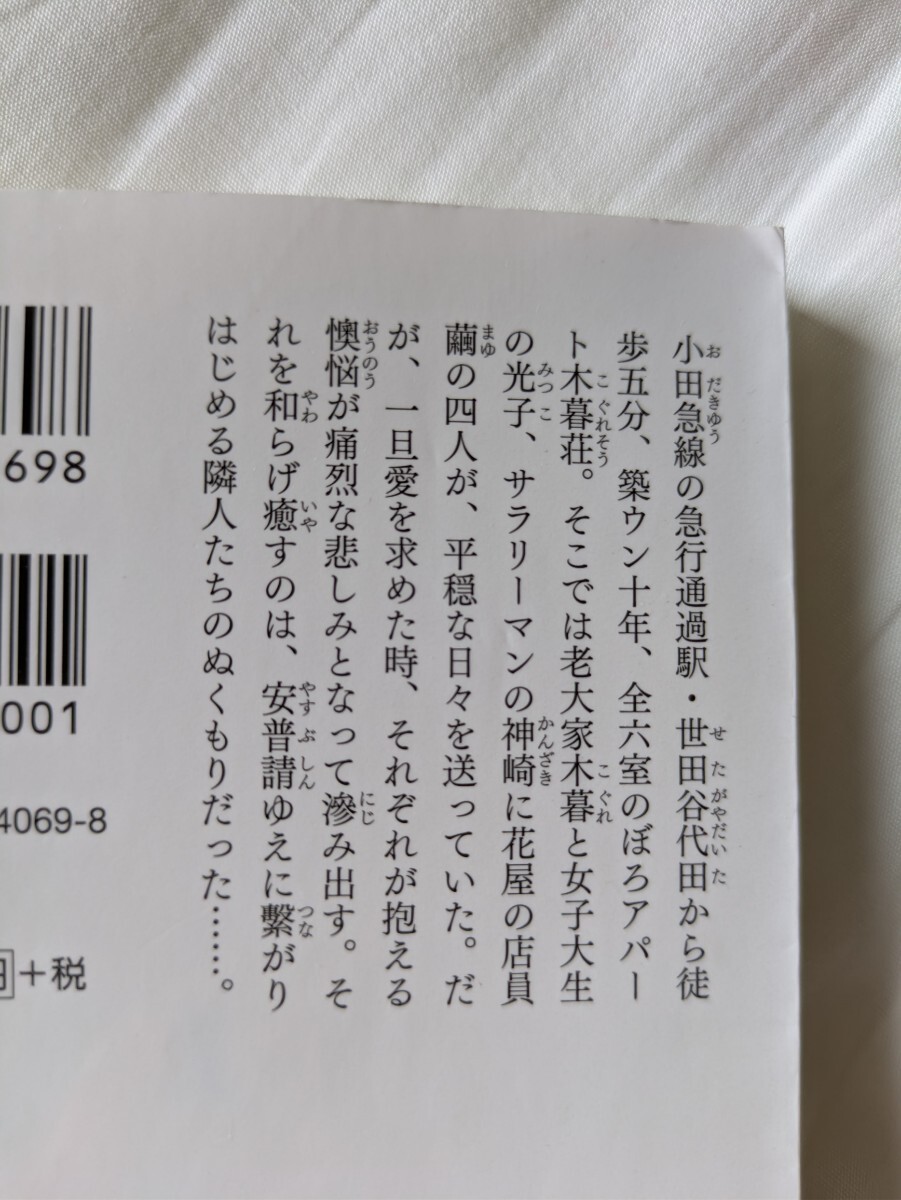 小田急線の急行通過駅・世田谷代田から徒
歩五分、築ウン十年、全六室のぼろアパー
ト木暮荘。そこでは老大家木暮と女子大生
の光子、サラリーマンの神崎に花屋の店員
繭の四人が、平穏な日々を送っていた。だ
が、一旦愛を求めた時、それぞれが抱える
懊悩が痛烈な悲しみとなって滲み出す。そ
れを和らげ癒すのは、安普請ゆえに繫がり
はじめる隣人たちのぬくもりだった……。
698
001
4069-8
円+税